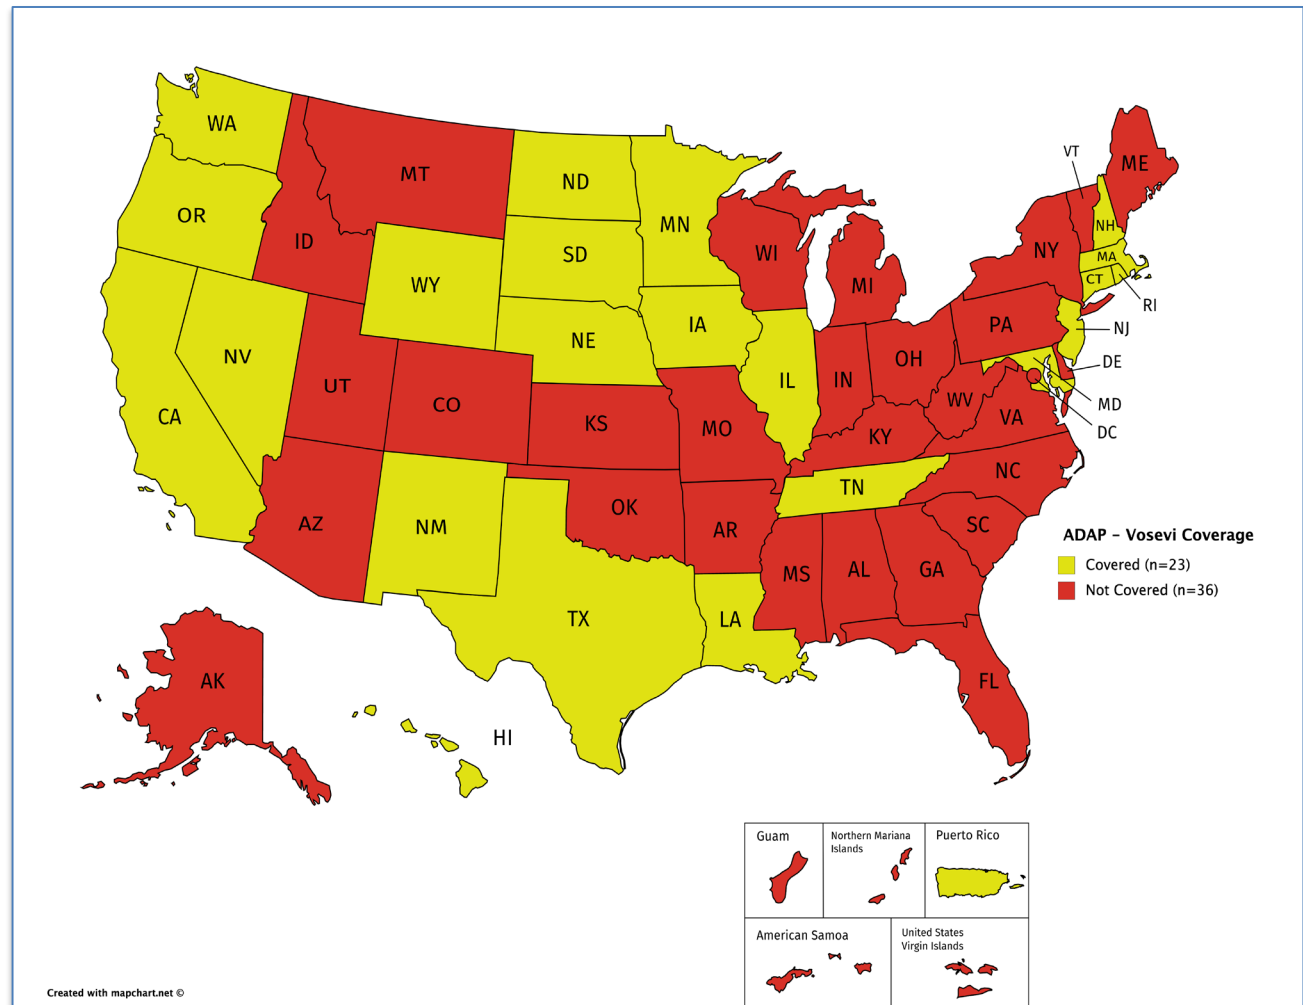 WA
MT
ND
MN
VT
ME
OR
ID
SD
WI
NY
NH
MA
CT
RI
WY
MI
NV
NE
IA
PA
NJ
UT
CO
IL
IN
OH
DE
CA
KS
MO
WV
VA
MD
KY
DC
NC
TN
AZ
NM
OK
AR
SC
MS
AL
GA
TX
LA
ADAP – Vosevi Coverage
Covered (n=23)
Not Covered (n=36)
AK
FL
HI
Guam
Northern Mariana
Islands
Puerto Rico
American Samoa
United States
Virgin Islands
Created with mapchart.net ©